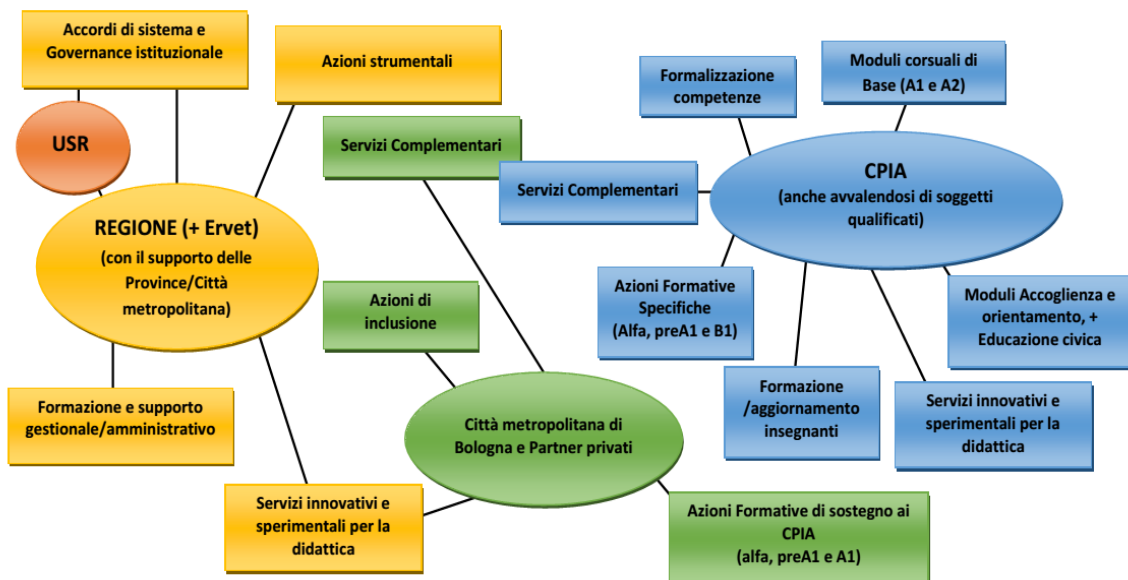 Accordi di sistema e
Governance istituzionale
Azioni strumentali
USR
REGIONE (+ Ervet)
(con il supporto delle
Province/Città
metropolitana)
Formazione e supporto
gestionale/amministrativo
Servizi innovativi e
sperimentali per la
didattica
Servizi Complementari
Azioni di
inclusione
Città metropolitana di
Bologna e Partner privati
Azioni Formative di sostegno ai
CPIA
(alfa, preA1 e A1)
Formalizzazione
competenze
Moduli corsuali di
Base (A1 e A2)
Servizi Complementari
CPIA
(anche avvalendosi di soggetti
qualificati)
Azioni Formative
Specifiche
(Alfa, preA1 e B1)
Formazione
/aggiornamento
insegnanti
Servizi innovativi e
sperimentali per la
didattica
Moduli Accoglienza e
orientamento, +
Educazione civica